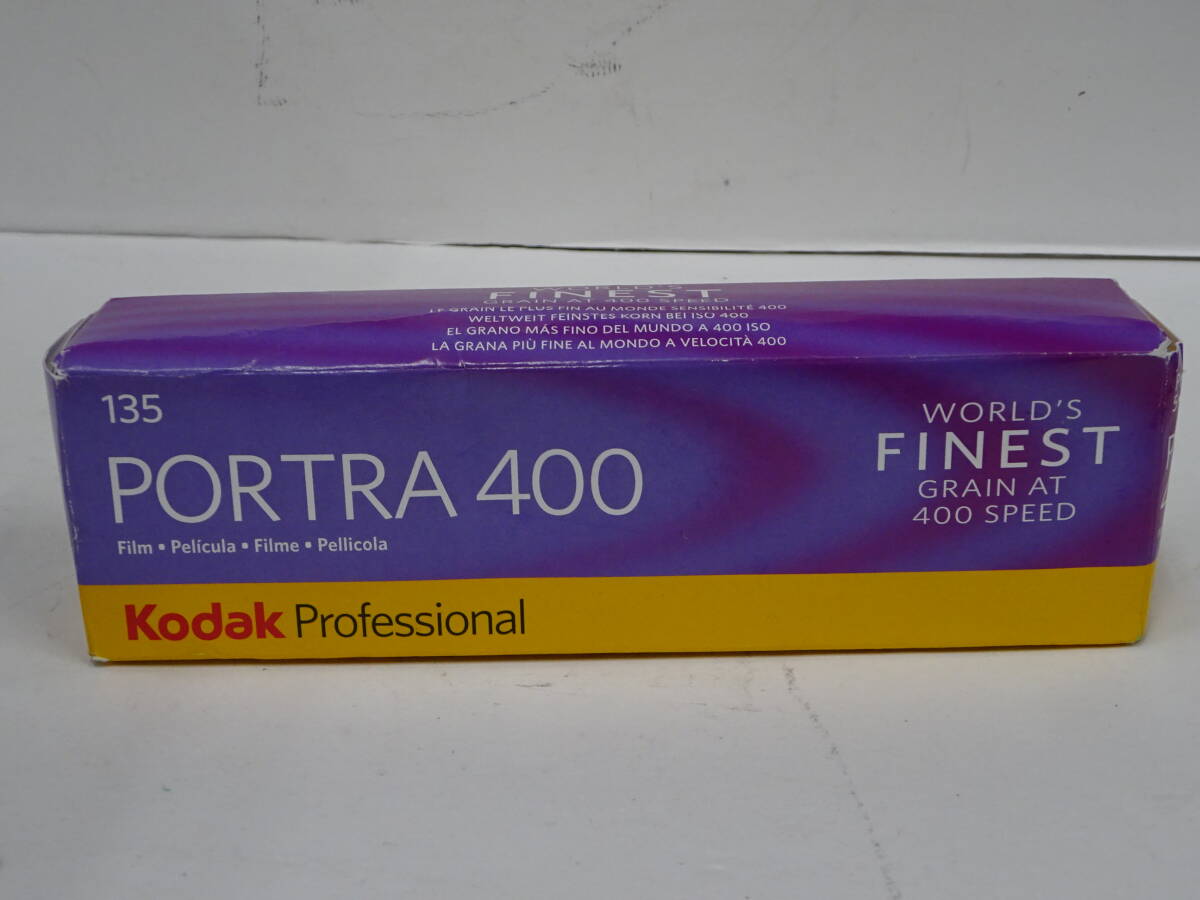 WORLD'S
FINEST
GRAIN AT 400 SPEED
LE GRAIN LE PLUS FIN AU MONDE SENSIBILITÉ 400
WELTWEIT FEINSTES KORN BEI ISO 400
EL GRANO MÁS FINO DEL MUNDO A 400 ISO
LA GRANA PIÙ FINE AL MONDO A VELOCITÀ 400
135
PORTRA 400
Film • Película • Filme • Pellicola
WORLD'S
FINEST
GRAIN AT
400 SPEED
Kodak Professional